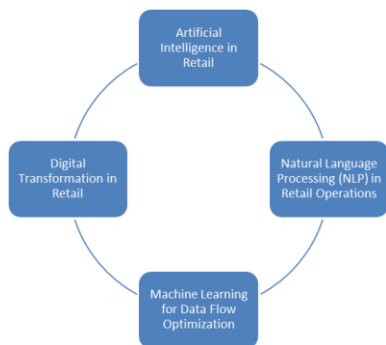 Artificial
Intelligence in
Retail
Digital
Transformation in
Retail
Natural Language
Processing (NLP) in
Retail Operations
Machine Learning
for Data Flow
Optimization